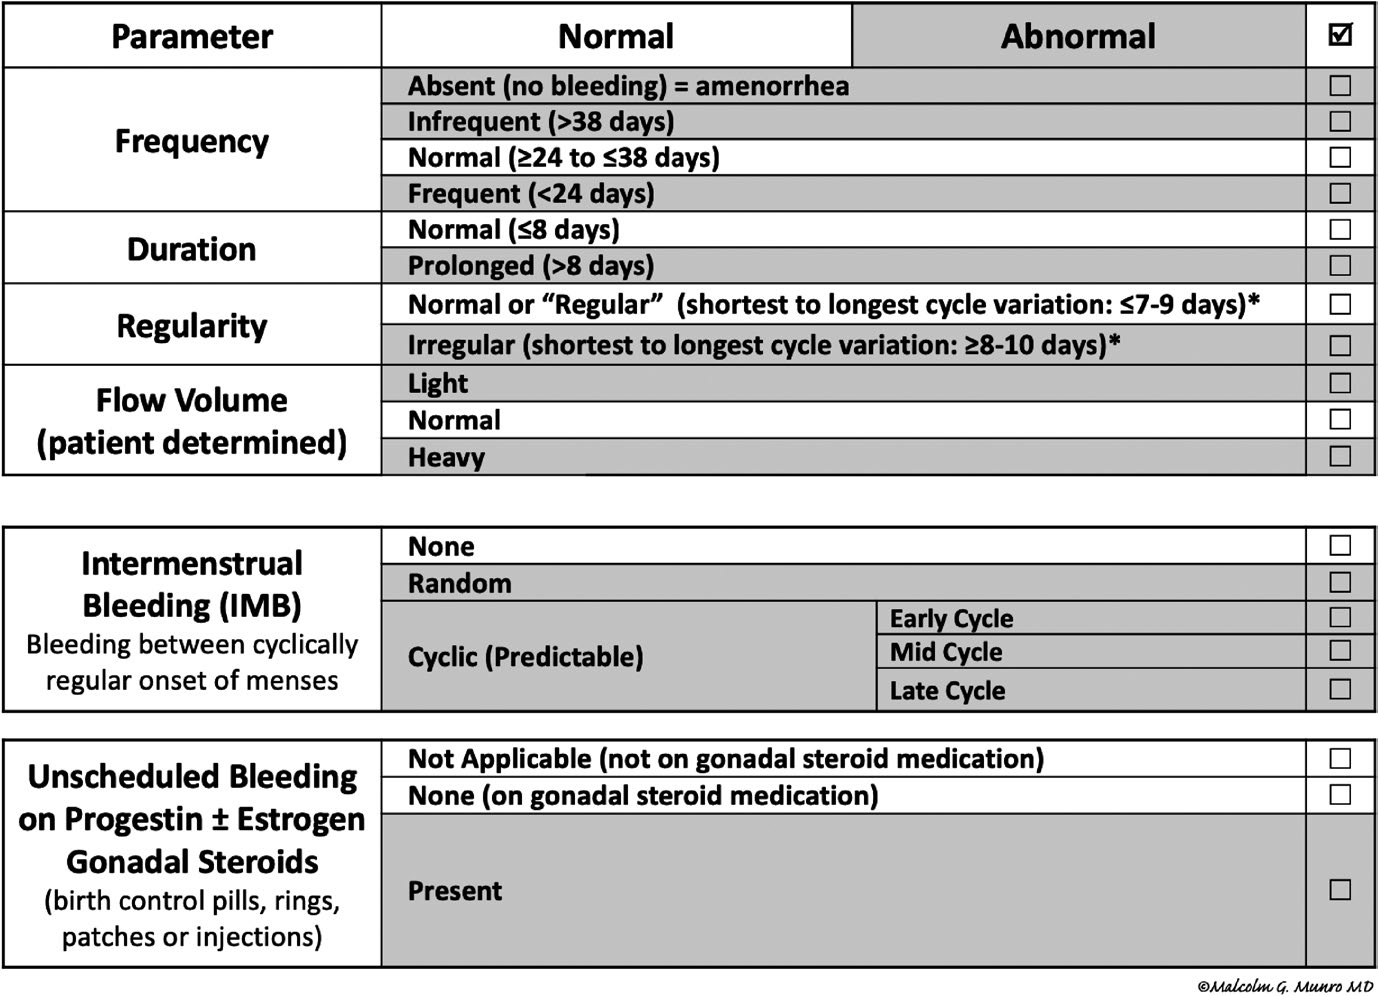 Parameter Normal Abnormal ☑
Frequency
Absent (no bleeding) = amenorrhea ☐
Infrequent (>38 days) ☐
Normal (≥24 to ≤38 days) ☐
Frequent (<24 days) ☐
Duration
Normal (≤8 days) ☐
Prolonged (>8 days) ☐
Regularity
Normal or “Regular” (shortest to longest cycle variation: ≤7-9 days)* ☐
Irregular (shortest to longest cycle variation: ≥8-10 days)* ☐
Flow Volume
(patient determined)
Light ☐
Normal ☐
Heavy ☐
Intermenstrual
Bleeding (IMB)
Bleeding between cyclically
regular onset of menses
None ☐
Random ☐
Cyclic (Predictable)
Early Cycle ☐
Mid Cycle ☐
Late Cycle ☐
Unscheduled Bleeding
on Progestin ± Estrogen
Gonadal Steroids
(birth control pills, rings,
patches or injections)
Not Applicable (not on gonadal steroid medication) ☐
None (on gonadal steroid medication) ☐
Present ☐
©Malcolm G. Munro MD